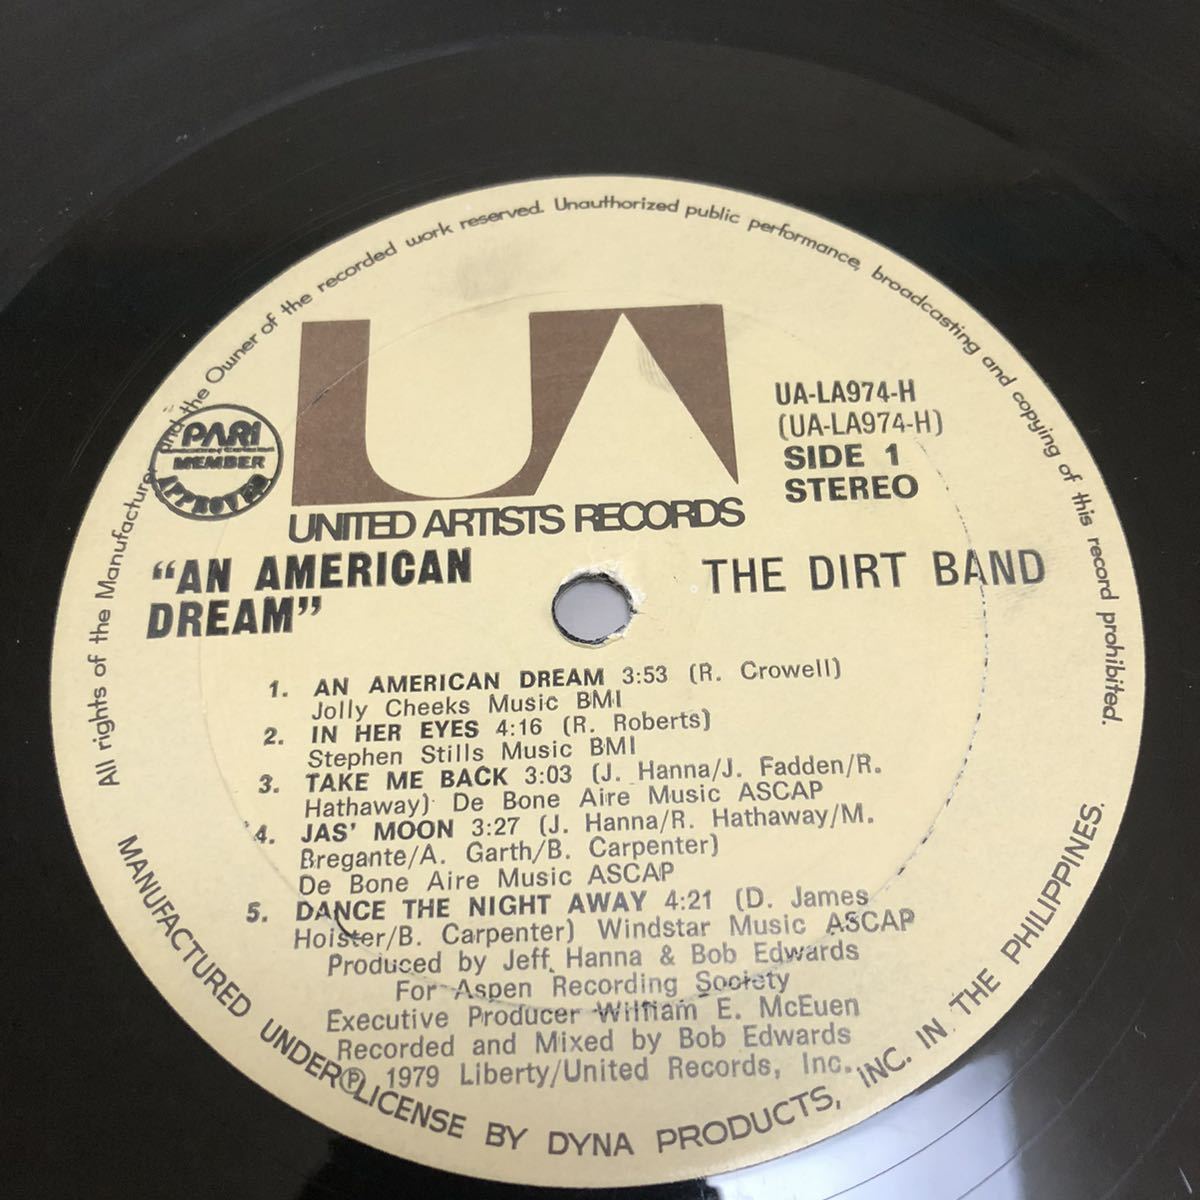 All rights of the Manufacturer and the Owner of the recorded work reserved. Unauthorized public performance, broadcasting and copying of this record prohibited.
PARI
MEMBER
APPROVED
UA
UNITED ARTISTS RECORDS
UA-LA974-H
(UA-LA974-H)
SIDE 1
STEREO
"AN AMERICAN
DREAM"
THE DIRT BAND
1. AN AMERICAN DREAM 3:53 (R. Crowell)
Jolly Cheeks Music BMI
2. IN HER EYES 4:16 (R. Roberts)
Stephen Stills Music BMI
3. TAKE ME BACK 3:03 (J. Hanna/J. Fadden/R.
Hathaway) De Bone Aire Music ASCAP
4. JAS' MOON 3:27 (J. Hanna/R. Hathaway/M.
Bregante/A. Garth/B. Carpenter)
De Bone Aire Music ASCAP
5. DANCE THE NIGHT AWAY 4:21 (D. James
Hoister/B. Carpenter) Windstar Music ASCAP
Produced by Jeff Hanna & Bob Edwards
For Aspen Recording Society
Executive Producer William E. McEuen
Recorded and Mixed by Bob Edwards
℗ 1979 Liberty/United Records, Inc.
MANUFACTURED UNDER LICENSE BY DYNA PRODUCTS, INC. IN THE PHILIPPINES.